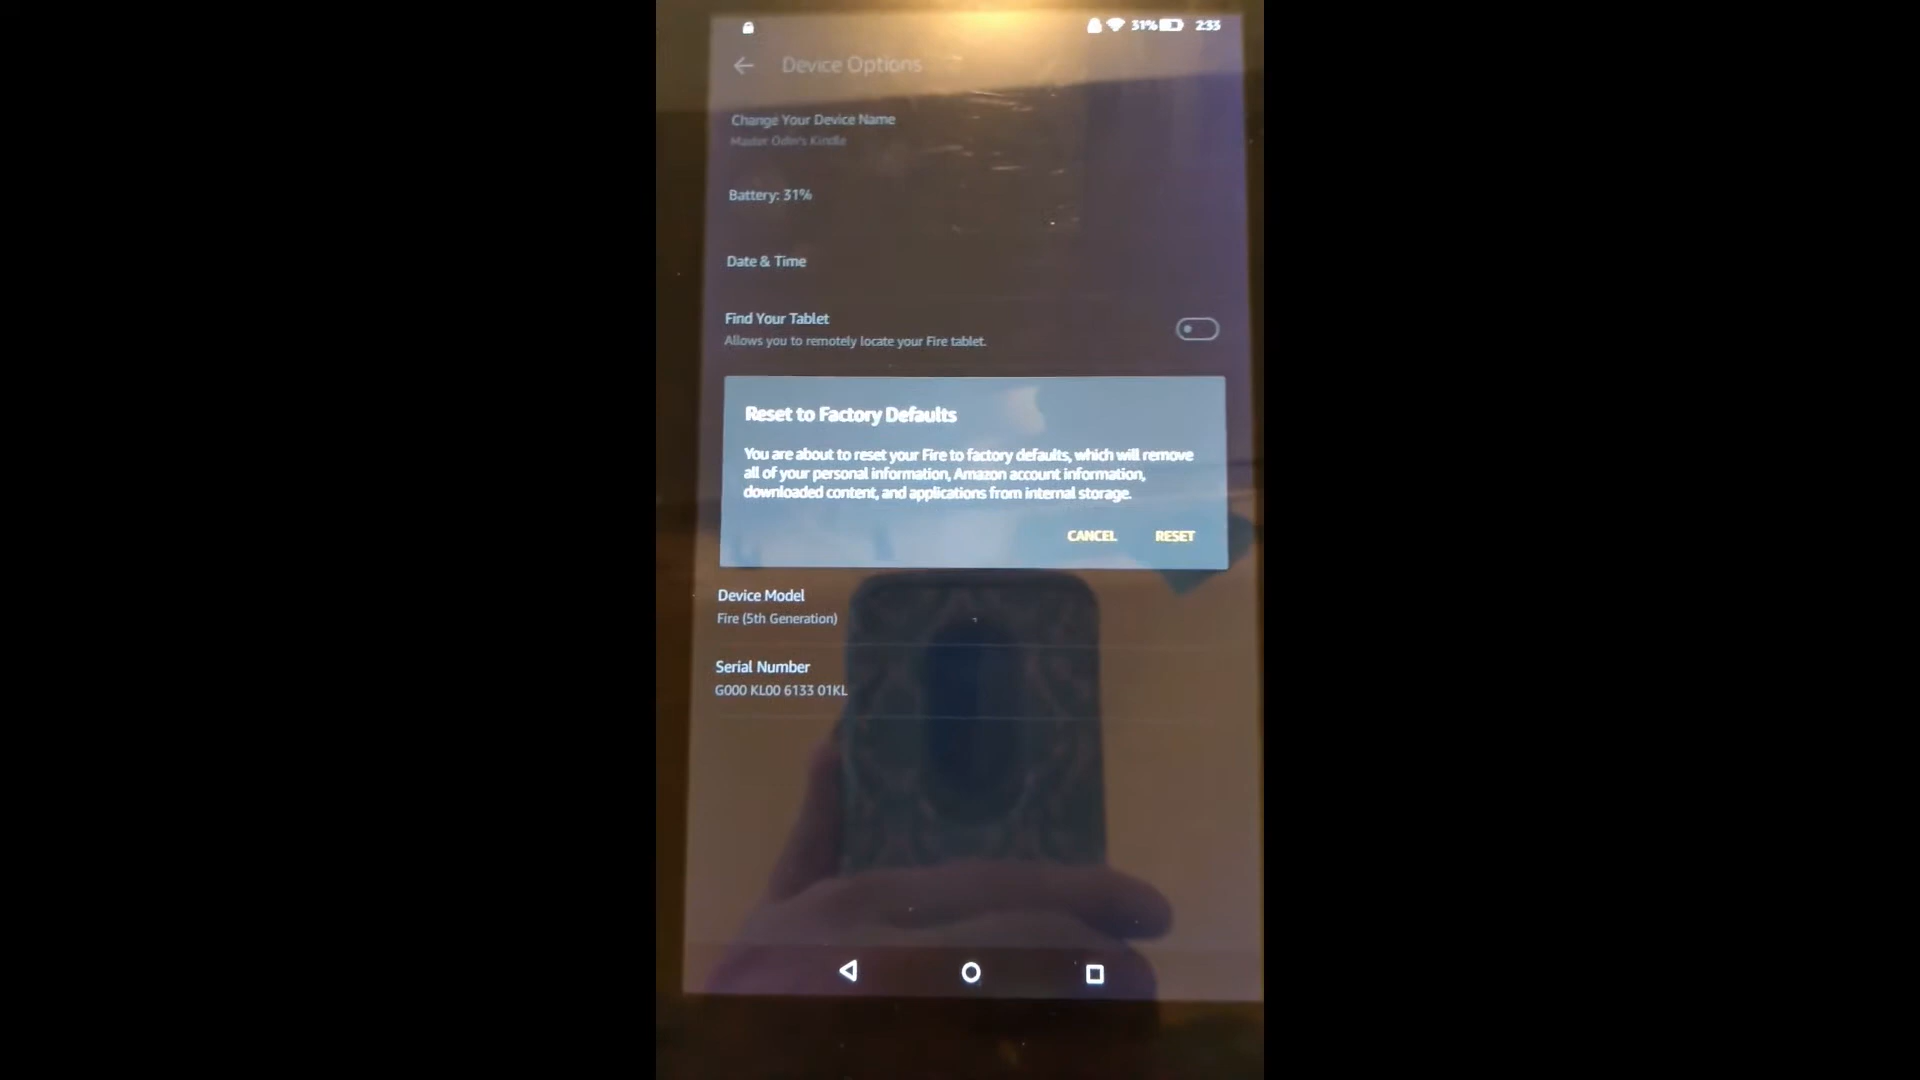 31% 2:33
Device Options
Change Your Device Name
Master Odin's Kindle
Battery: 31%
Date & Time
Find Your Tablet
Allows you to remotely locate your Fire tablet.
Reset to Factory Defaults
You are about to reset your Fire to factory defaults, which will remove
all of your personal information, Amazon account information,
downloaded content, and applications from internal storage.
CANCEL RESET
Device Model
Fire (5th Generation)
Serial Number
G000 KL00 6133 01KL